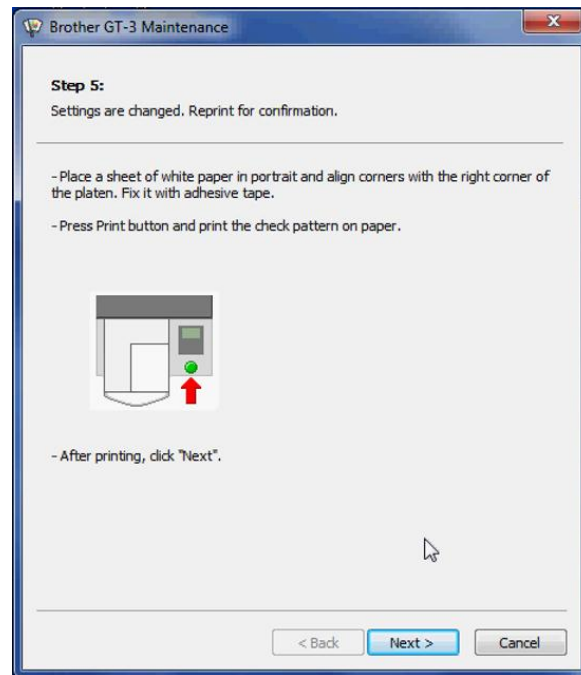 Brother GT-3 Maintenance
Step 5:
Settings are changed. Reprint for confirmation.
-Place a sheet of white paper in portrait and align corners with the right corner of
the platen. Fix it with adhesive tape.
-Press Print button and print the check pattern on paper.
-After printing, click "Next".
< Back Next > Cancel